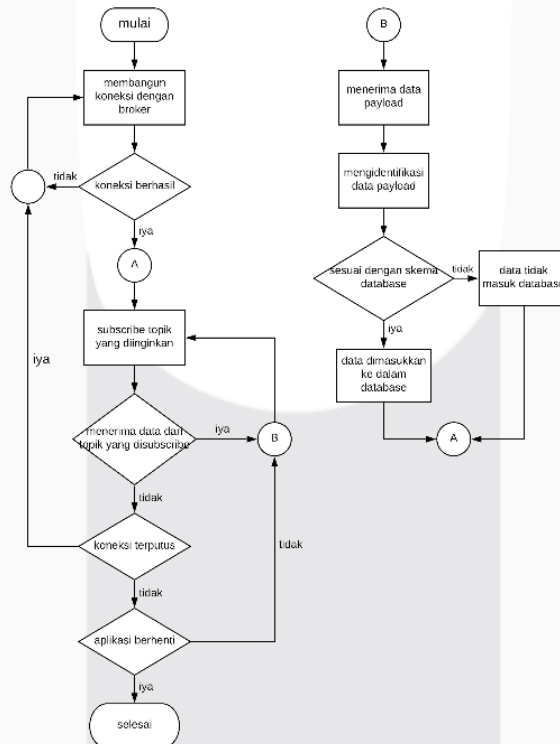 mulai
membangun
koneksi dengan
broker
tidak
koneksi berhasil
iya
A
subscribe topik
yang diinginkan
iya
menerima data dari
topik yang disubscribe
iya
B
tidak
koneksi terputus
tidak
tidak
aplikasi berhenti
iya
selesai
B
menerima data
payload
mengidentifikasi
data payload
sesuai dengan skema
database
tidak
data tidak
masuk database
iya
data dimasukkan
ke dalam
database
A